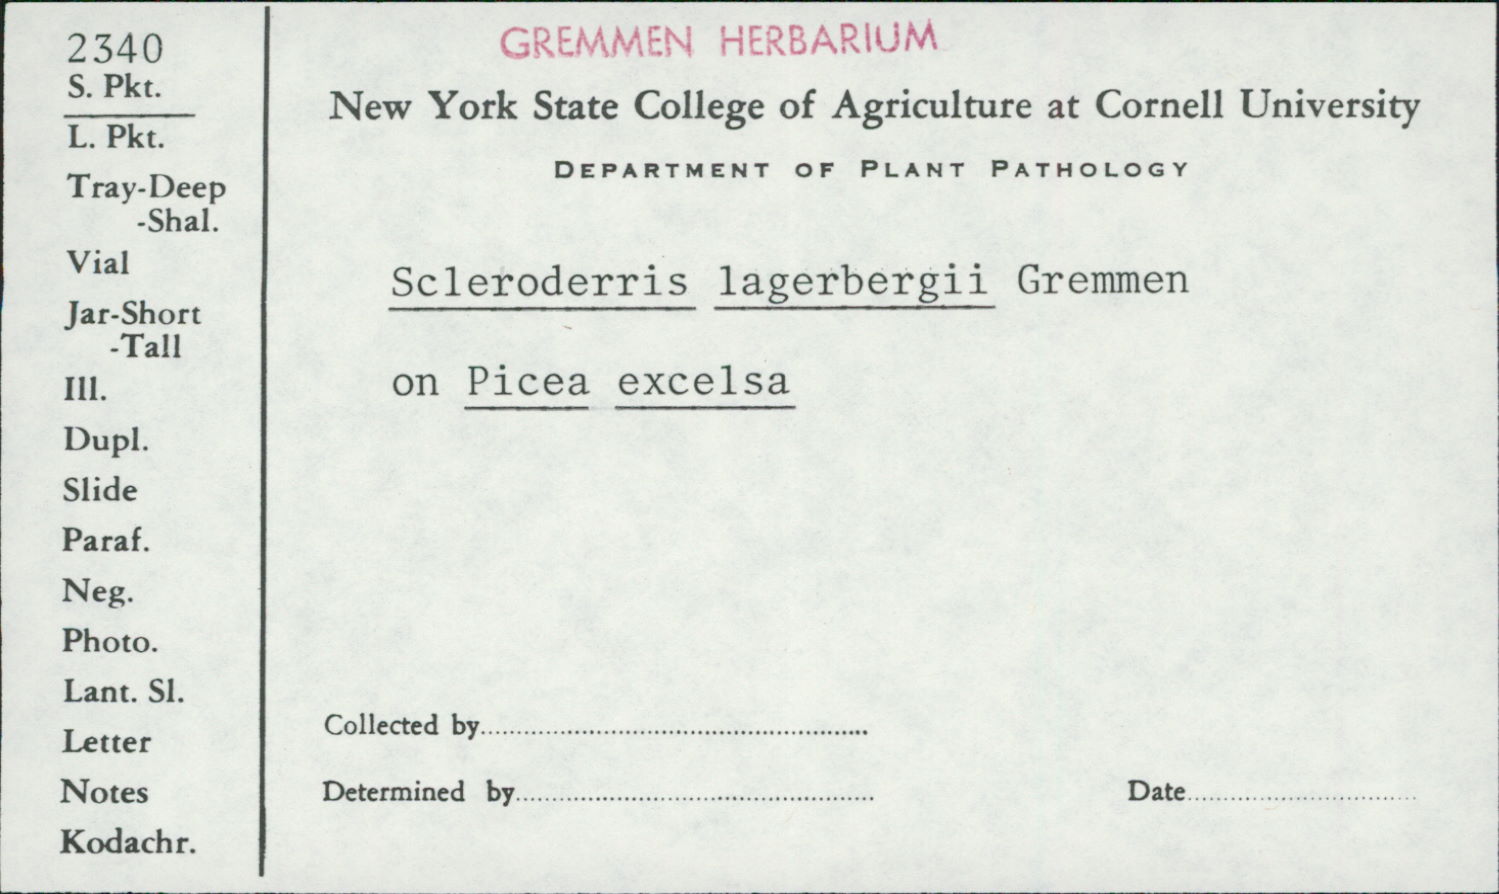 2340
S. Pkt.
L. Pkt.
Tray-Deep
-Shal.
Vial
Jar-Short
-Tall
Ill.
Dupl.
Slide
Paraf.
Neg.
Photo.
Lant. Sl.
Letter
Notes
Kodachr.
GREMMEN HERBARIUM
New York State College of Agriculture at Cornell University
DEPARTMENT OF PLANT PATHOLOGY
Scleroderris lagerbergii Gremmen
on Picea excelsa
Collected by
Determined by
Date